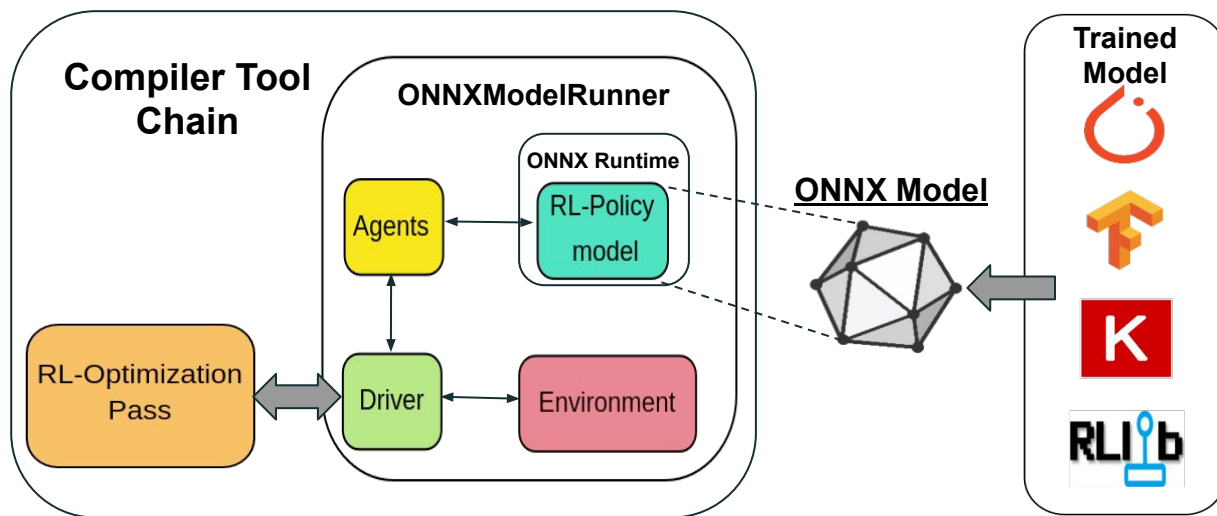 Compiler Tool
Chain
ONNXModelRunner
ONNX Runtime
RL-Policy
model
Agents
Driver
Environment
RL-Optimization
Pass
ONNX Model
Trained
Model
K
RLlib